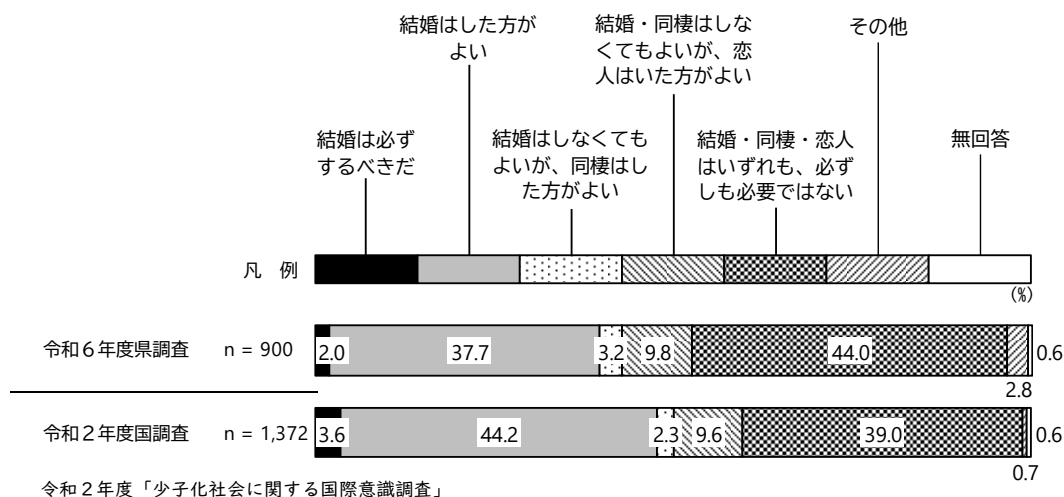 結婚はした方が
よい
結婚・同棲はしな
くてもよいが、恋
人はいた方がよい
その他
結婚は必ず
するべきだ
結婚はしなくても
よいが、同棲はし
た方がよい
結婚・同棲・恋人
はいずれも、必ず
しも必要ではない
無回答
凡 例
(%)
令和６年度県調査 n = 900 2.0 37.7 3.2 9.8 44.0 0.6
2.8
令和２年度国調査 n = 1,372 3.6 44.2 2.3 9.6 39.0 0.6
0.7
令和２年度「少子化社会に関する国際意識調査」